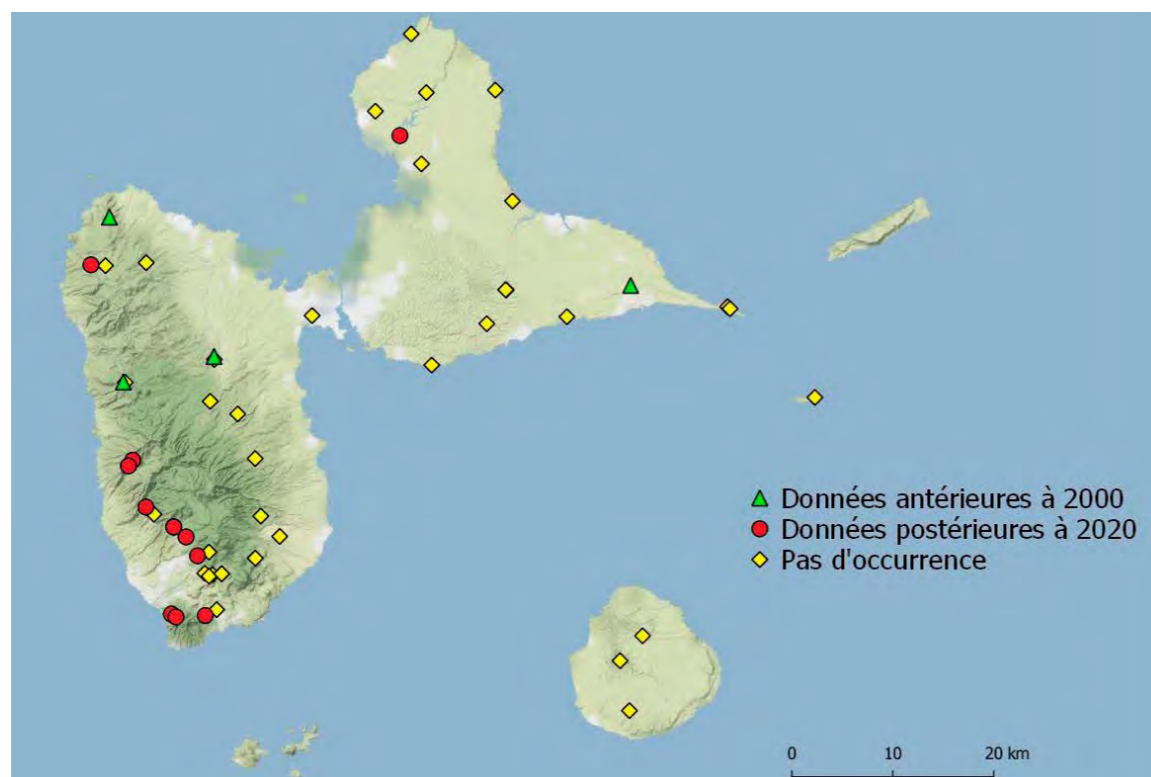 Données antérieures à 2000
Données postérieures à 2020
Pas d'occurrence
0 10 20 km